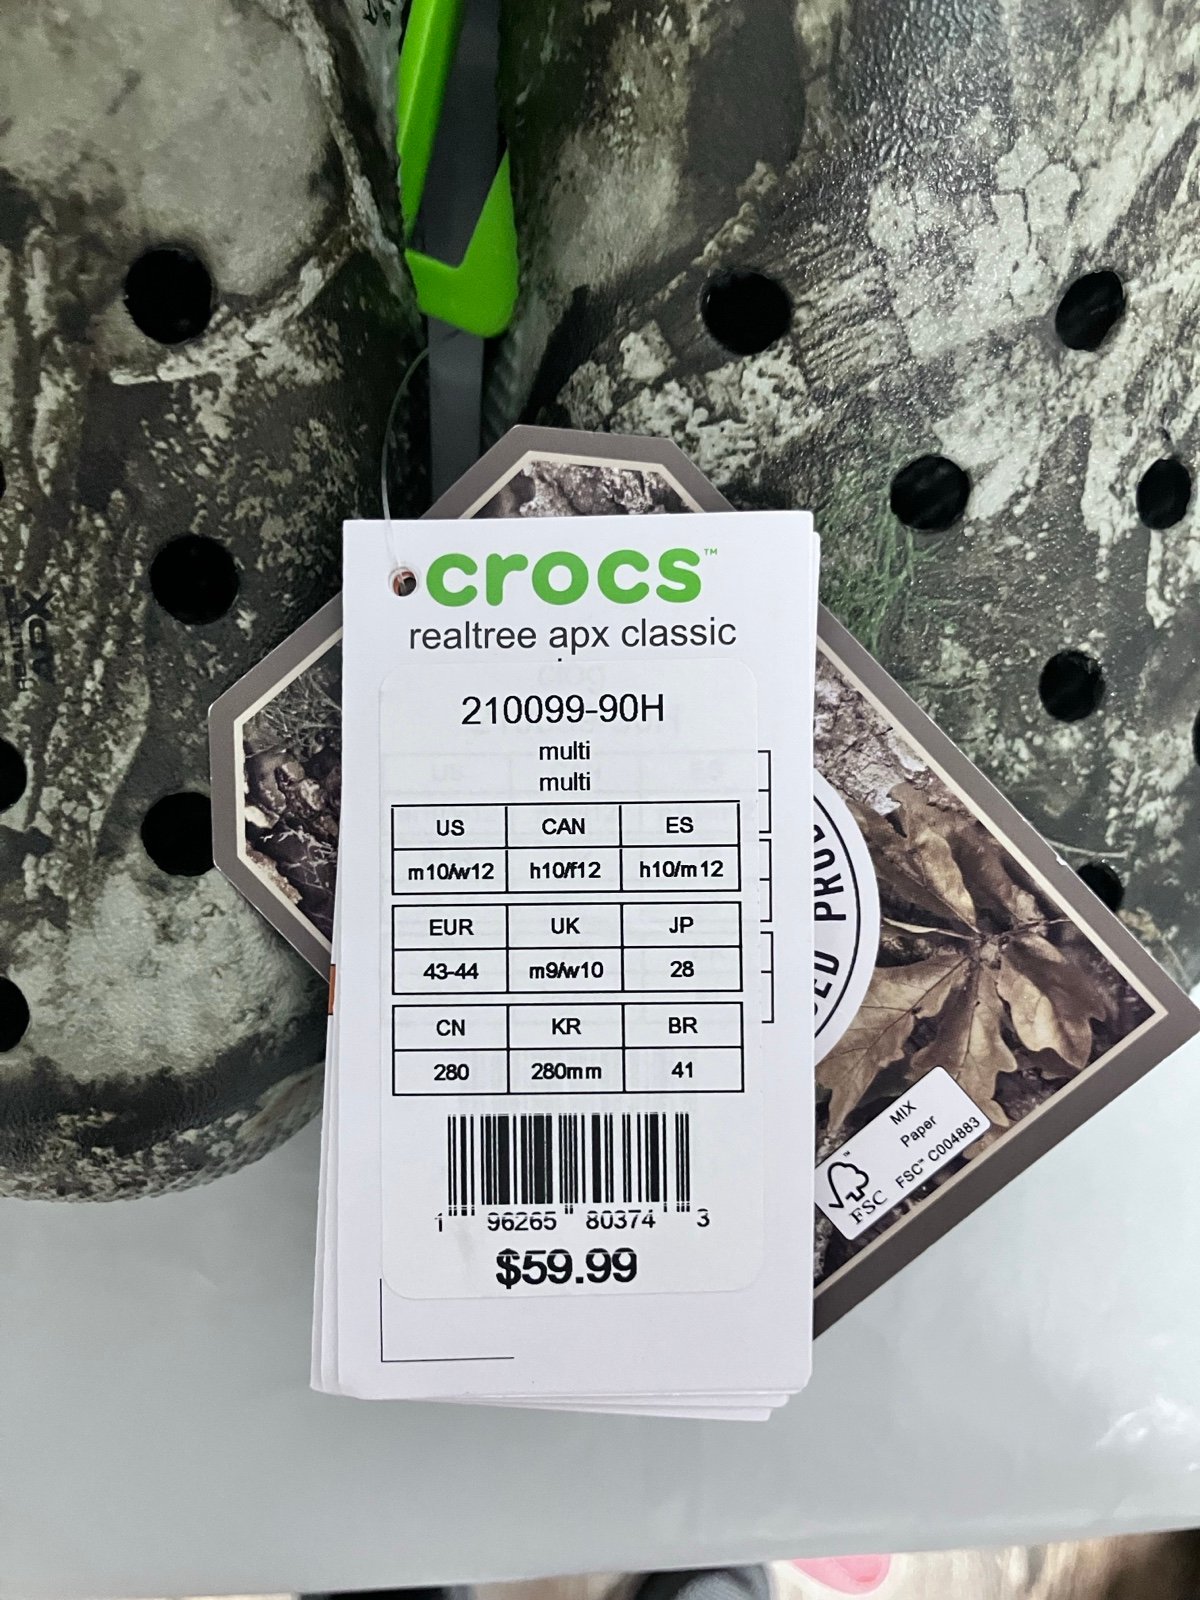 crocs™
realtree apx classic
210099-90H
multi
multi
US CAN ES
m10/w12 h10/f12 h10/m12
EUR UK JP
43-44 m9/w10 28
CN KR BR
280 280mm 41
1 96265 80374 3
$59.99
MIX
Paper
FSC™ C004883
FSC™
APX